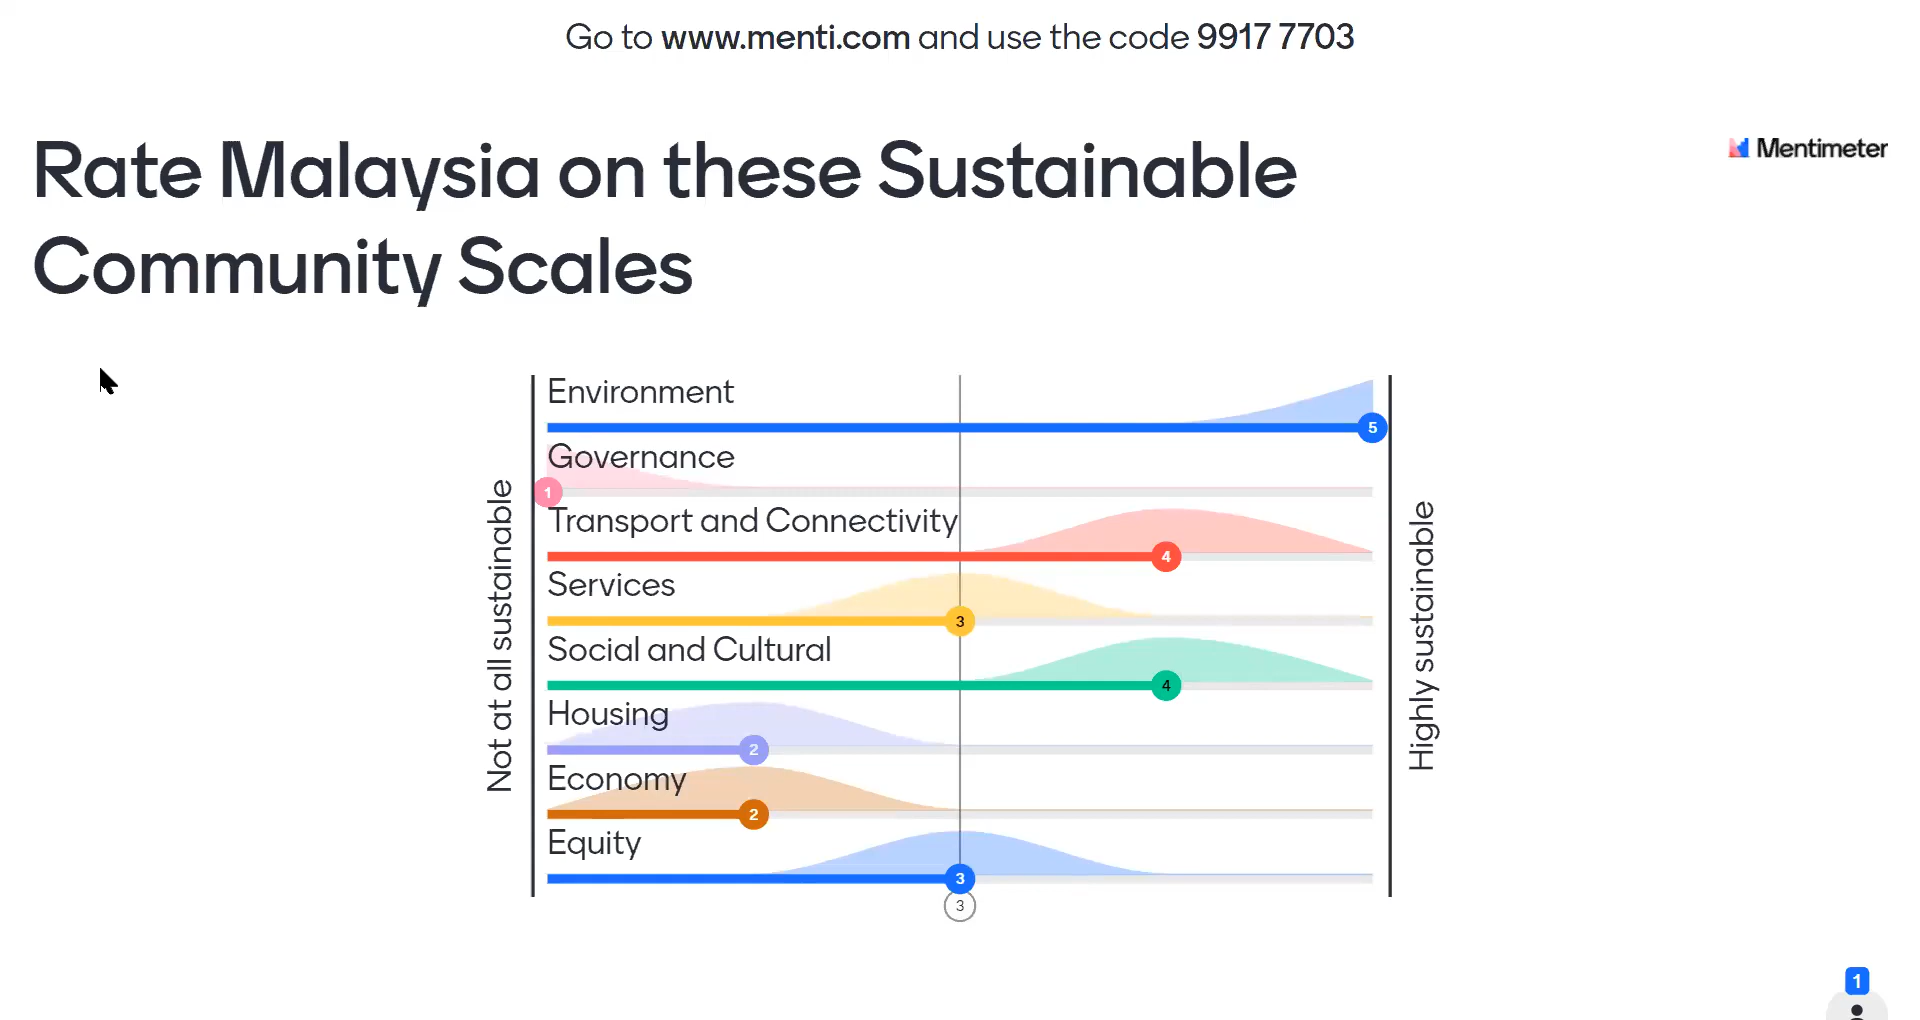 Go to www.menti.com and use the code 9917 7703
Rate Malaysia on these Sustainable
Community Scales
Mentimeter
Not at all sustainable
Environment
5
Governance
1
Transport and Connectivity
4
Services
3
Social and Cultural
4
Housing
2
Economy
2
Equity
3
3
Highly sustainable
1